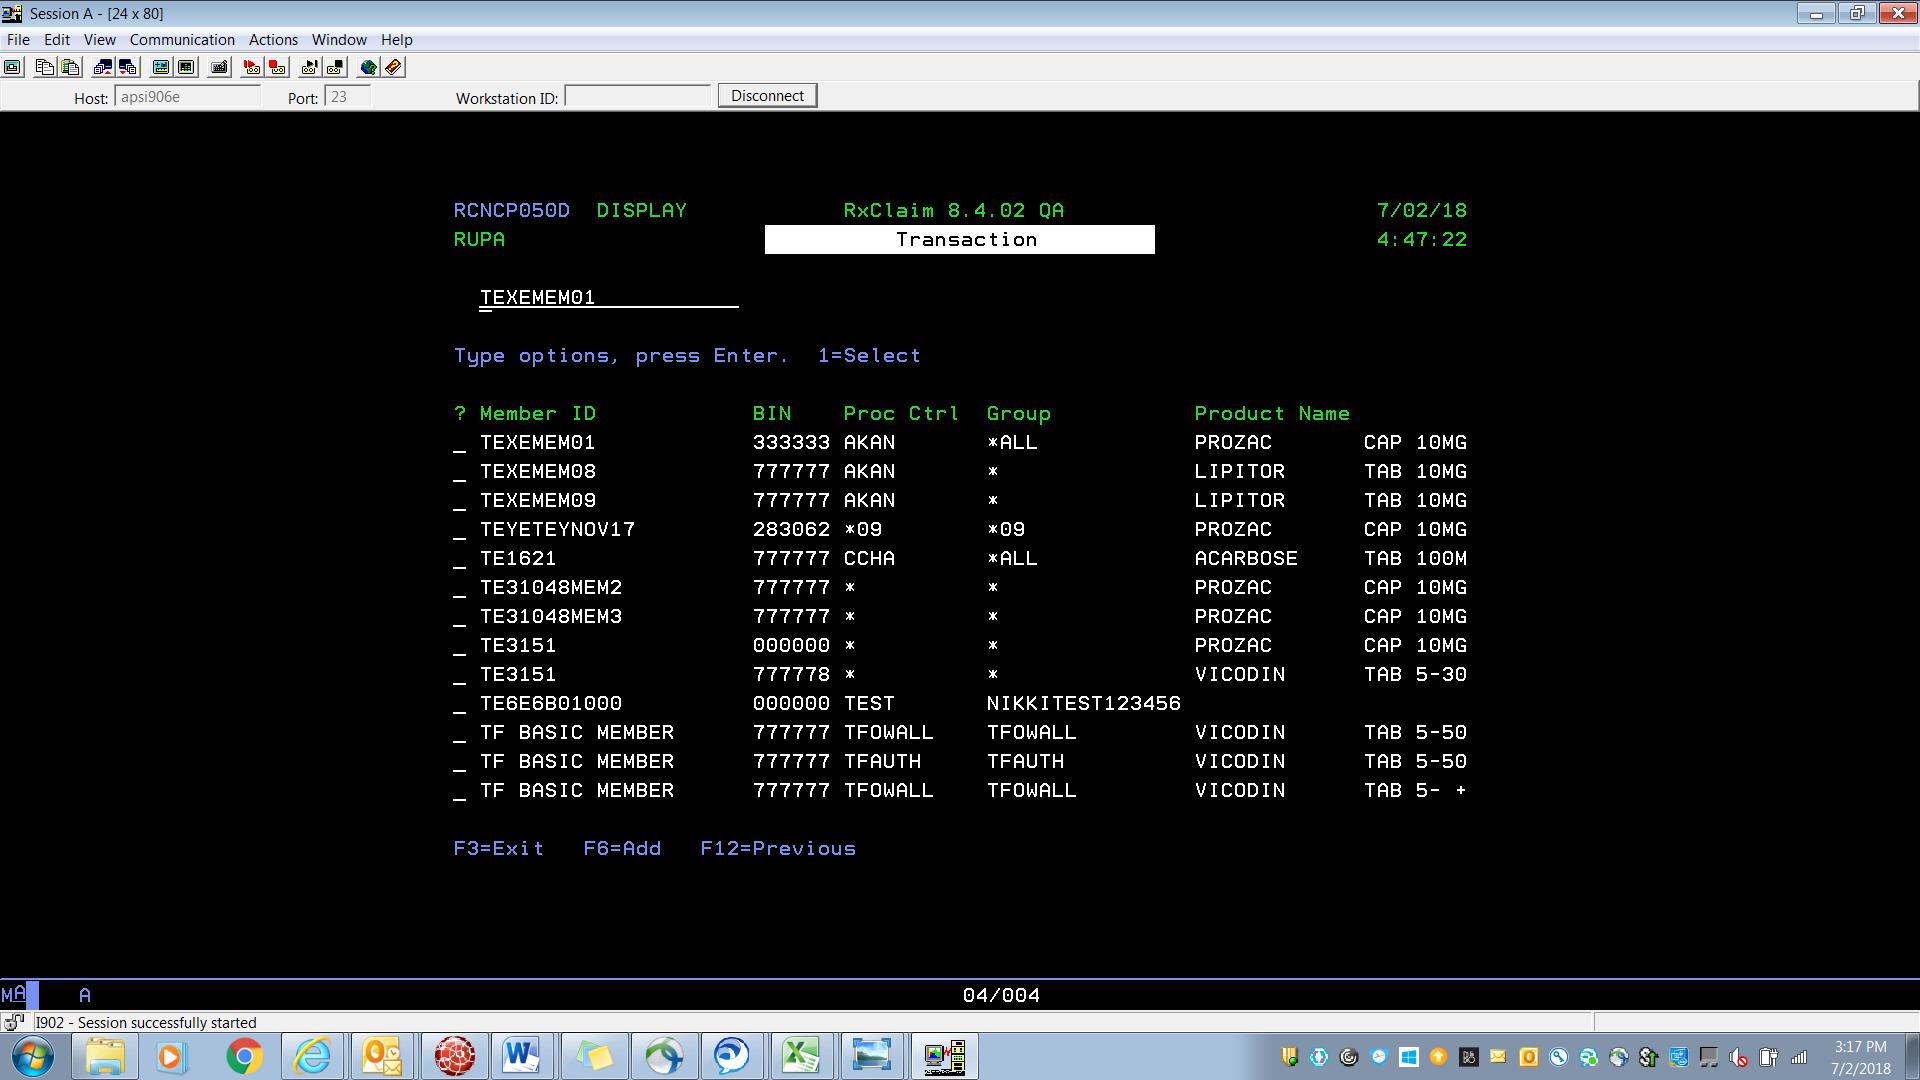 Session A - [24 x 80]
File Edit View Communication Actions Window Help
Host: apsi906e Port: 23 Workstation ID: Disconnect
RCNCP050D DISPLAY RxClaim 8.4.02 QA 7/02/18
RUPA Transaction 4:47:22
TEXEMEM01
Type options, press Enter. 1=Select
? Member ID BIN Proc Ctrl Group Product Name
_ TEXEMEM01 333333 AKAN *ALL PROZAC CAP 10MG
_ TEXEMEM08 777777 AKAN * LIPITOR TAB 10MG
_ TEXEMEM09 777777 AKAN * LIPITOR TAB 10MG
_ TEYETEYNOV17 283062 *09 *09 PROZAC CAP 10MG
_ TE1621 777777 CCHA *ALL ACARBOSE TAB 100M
_ TE31048MEM2 777777 * * PROZAC CAP 10MG
_ TE31048MEM3 777777 * * PROZAC CAP 10MG
_ TE3151 000000 * * PROZAC CAP 10MG
_ TE3151 777778 * * VICODIN TAB 5-30
_ TE6E6B01000 000000 TEST NIKKITEST123456
_ TF BASIC MEMBER 777777 TFOWALL TFOWALL VICODIN TAB 5-50
_ TF BASIC MEMBER 777777 TFAUTH TFAUTH VICODIN TAB 5-50
_ TF BASIC MEMBER 777777 TFOWALL TFOWALL VICODIN TAB 5- +
F3=Exit F6=Add F12=Previous
MA A 04/004
I902 - Session successfully started
3:17 PM
7/2/2018